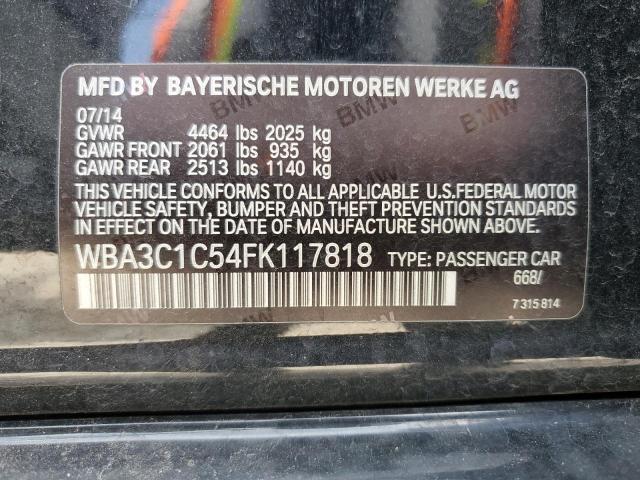 MFD BY BAYERISCHE MOTOREN WERKE AG
07/14
GVWR 4464 lbs 2025 kg
GAWR FRONT 2061 lbs 935 kg
GAWR REAR 2513 lbs 1140 kg
THIS VEHICLE CONFORMS TO ALL APPLICABLE U.S.FEDERAL MOTOR
VEHICLE SAFETY, BUMPER AND THEFT PREVENTION STANDARDS
IN EFFECT ON THE DATE OF MANUFACTURE SHOWN ABOVE.
WBA3C1C54FK117818 TYPE: PASSENGER CAR
668/
7 315 814